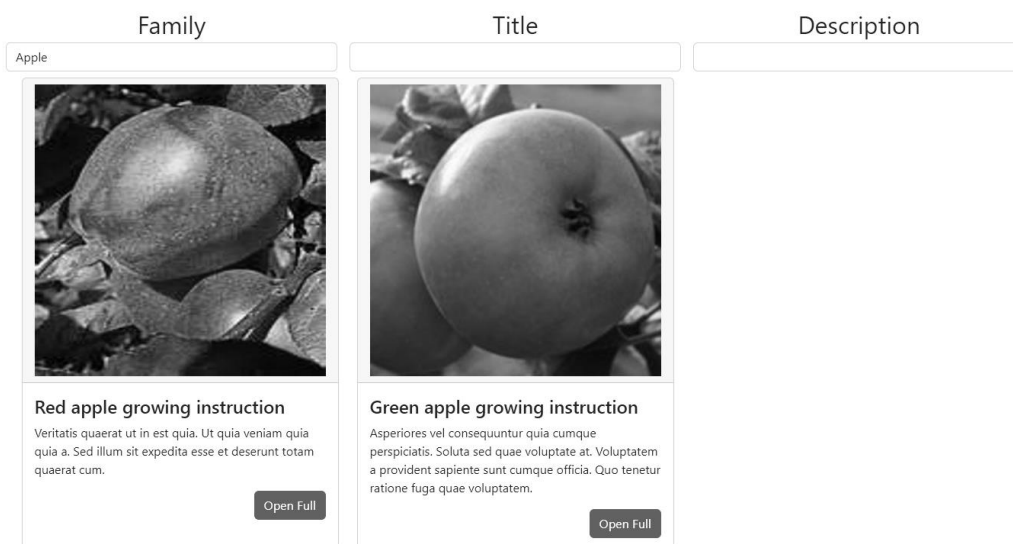 Family
Title
Description
Apple
Red apple growing instruction
Veritatis quaerat ut in est quia. Ut quia veniam quia
quia a. Sed illum sit expedita esse et deserunt totam
quaerat cum.
Open Full
Green apple growing instruction
Asperiores vel consequuntur quia cumque
perspiciatis. Soluta sed quae voluptate at. Voluptatem
a provident sapiente sunt cumque officia. Quo tenetur
ratione fuga quae voluptatem.
Open Full